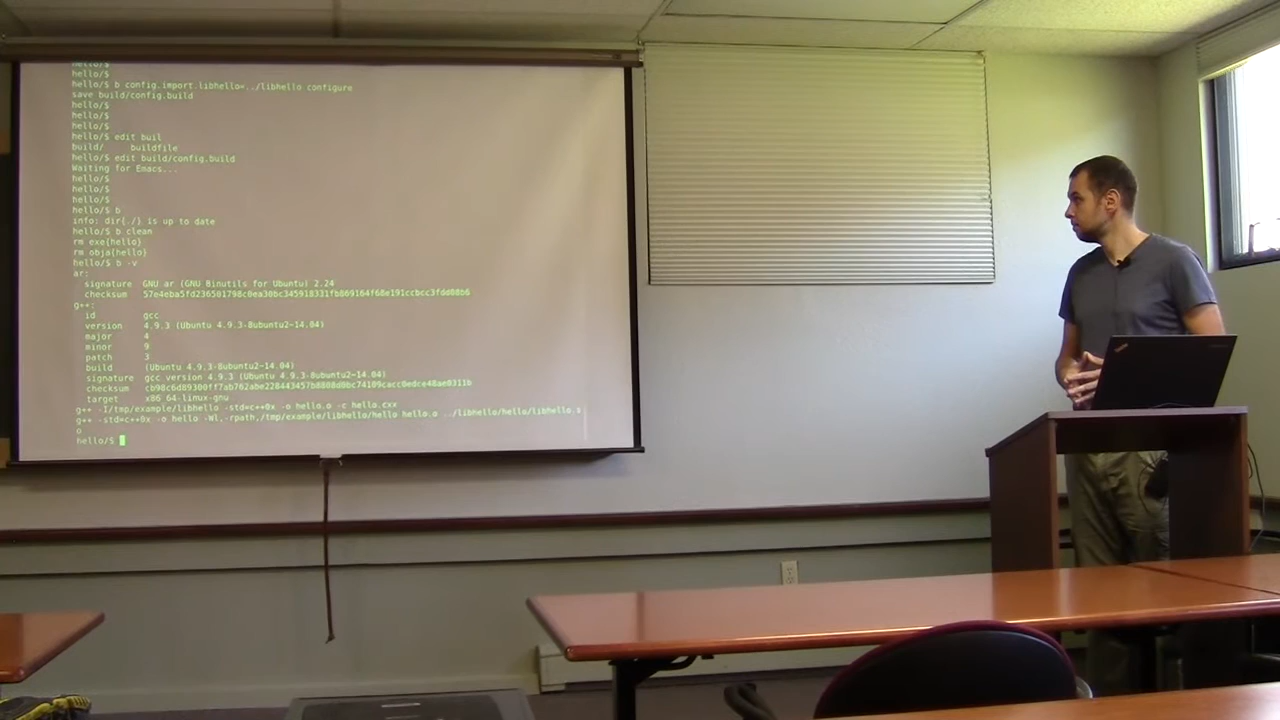 hello/$
hello/$
hello/$ b config.import.libhello=../libhello configure
save build/config.build
hello/$
hello/$
hello/$
hello/$ edit buil
build/     buildfile
hello/$ edit build/config.build
Waiting for Emacs...
hello/$
hello/$
hello/$
hello/$ b
info: dir{./} is up to date
hello/$ b clean
rm exe{hello}
rm obja{hello}
hello/$ b -v
ar:
signature  GNU ar (GNU Binutils for Ubuntu) 2.24
checksum
g++:
id         gcc
version    4.9.3 (Ubuntu 4.9.3-8ubuntu2~14.04)
major      4
minor      9
patch      3
build      (Ubuntu 4.9.3-8ubuntu2~14.04)
signature  gcc version 4.9.3 (Ubuntu 4.9.3-8ubuntu2~14.04)
checksum
target     x86_64-linux-gnu
g++ -I/tmp/example/libhello -std=c++0x -o hello.o -c hello.cxx
g++ -std=c++0x -o hello -Wl,-rpath,/tmp/example/libhello/hello hello.o ../libhello/hello/libhello.s
o
hello/$